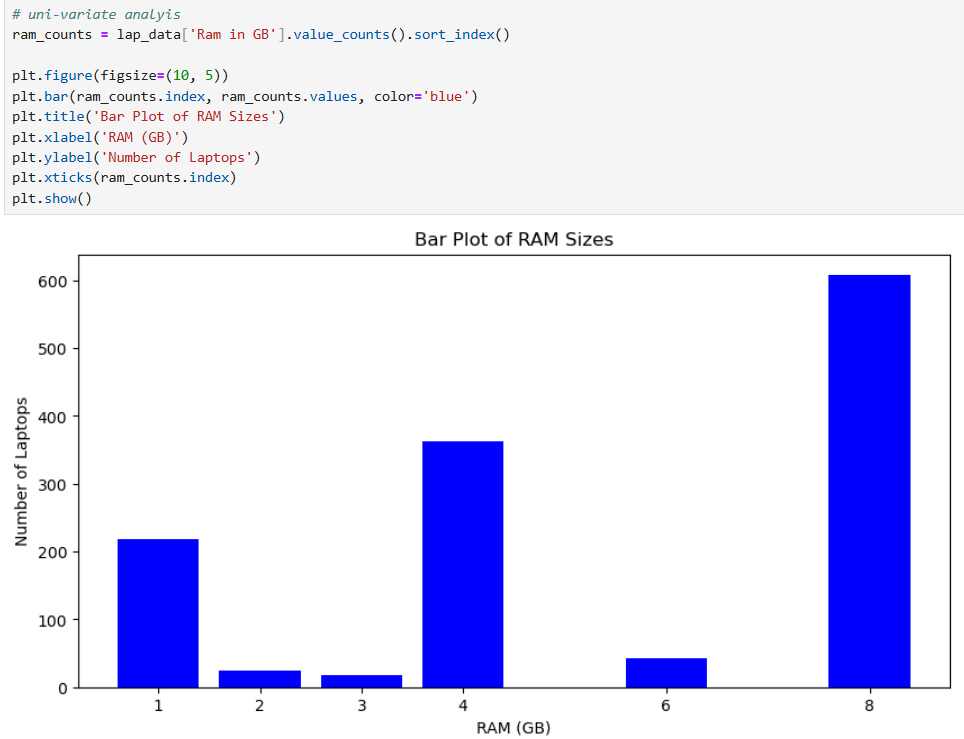 # uni-variate analyis
ram_counts = lap_data['Ram in GB'].value_counts().sort_index()
plt.figure(figsize=(10, 5))
plt.bar(ram_counts.index, ram_counts.values, color='blue')
plt.title('Bar Plot of RAM Sizes')
plt.xlabel('RAM (GB)')
plt.ylabel('Number of Laptops')
plt.xticks(ram_counts.index)
plt.show()
Bar Plot of RAM Sizes
Number of Laptops
600
500
400
300
200
100
0
1 2 3 4 6 8
RAM (GB)